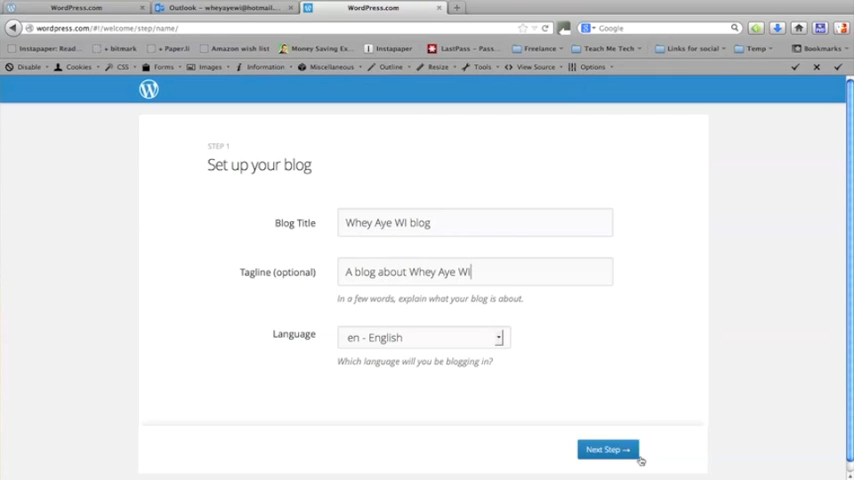 WordPress.com
Outlook – wheyayewi@hotmail....
WordPress.com
wordpress.com/#!/welcome/step/name/
Google
Instapaper: Read...
+ bitmark
+ Paper.li
Amazon wish list
Money Saving Ex...
Instapaper
LastPass – Pass...
Freelance
Teach Me Tech
Links for social
Temp
Bookmarks
Disable
Cookies
CSS
Forms
Images
Information
Miscellaneous
Outline
Resize
Tools
View Source
Options
STEP 1
Set up your blog
Blog Title
Whey Aye WI blog
Tagline (optional)
A blog about Whey Aye WI
In a few words, explain what your blog is about.
Language
en - English
Which language will you be blogging in?
Next Step →